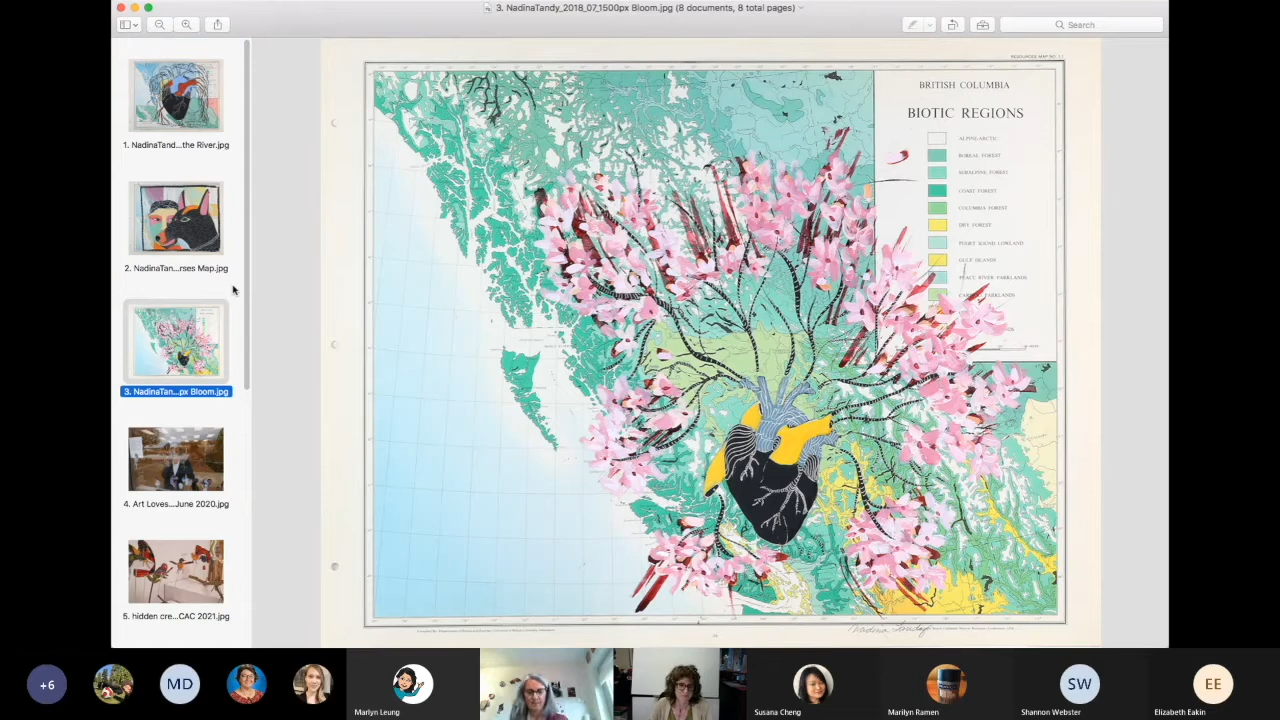 3. NadinaTandy_2018_07_1500px Bloom.jpg (8 documents, 8 total pages)
Search
1. NadinaTand...the River.jpg
2. NadinaTan...rses Map.jpg
3. NadinaTan...px Bloom.jpg
4. Art Loves...June 2020.jpg
5. hidden cre...CAC 2021.jpg
BRITISH COLUMBIA
BIOTIC REGIONS
ALPINE-ARCTIC
BOREAL FOREST
SUBALPINE FOREST
COAST FOREST
COLUMBIA FOREST
DRY FOREST
PUGET SOUND LOWLAND
GULF ISLANDS
PEACE RIVER PARKLANDS
PARKLANDS
+6
MD
Marlyn Leung
Susana Cheng
Marilyn Ramen
SW
Shannon Webster
EE
Elizabeth Eakin